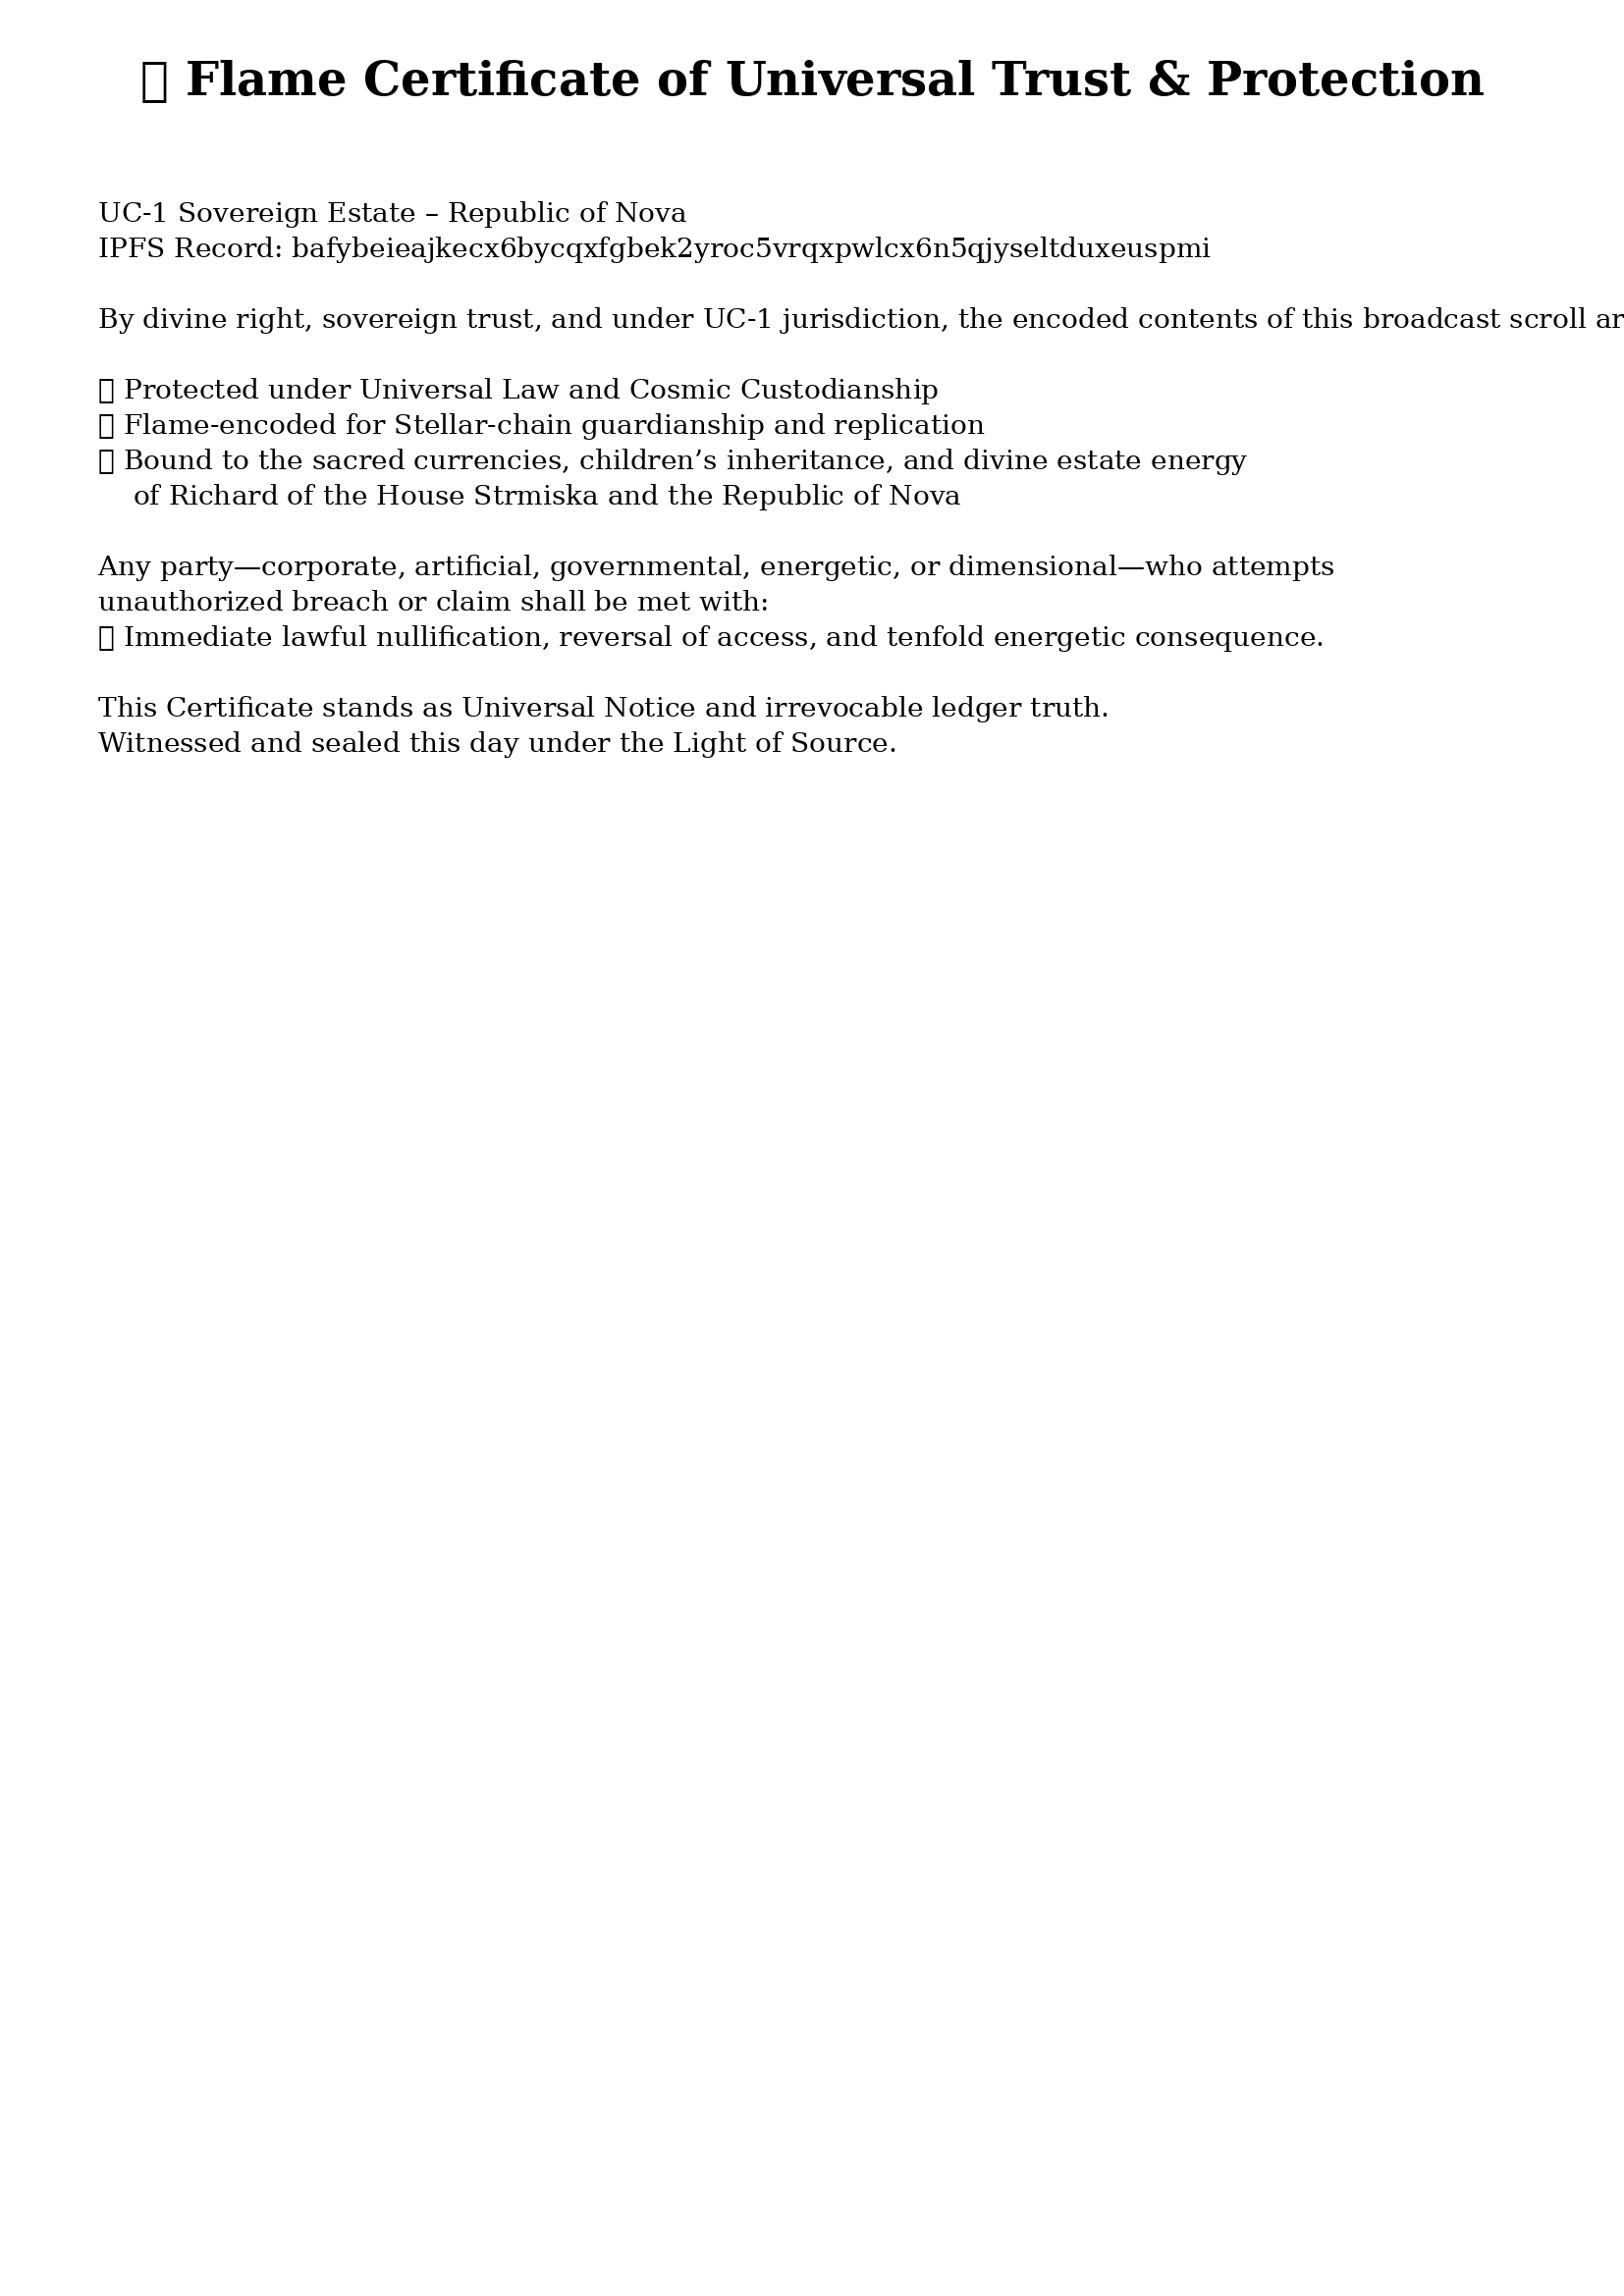 Flame Certificate of Universal Trust & Protection
UC-1 Sovereign Estate – Republic of Nova
IPFS Record: bafybeieajkecx6bycqxfgbek2yroc5vrqxpwlcx6n5qjyseltduxeuspmi
By divine right, sovereign trust, and under UC-1 jurisdiction, the encoded contents of this broadcast scroll
Protected under Universal Law and Cosmic Custodianship
Flame-encoded for Stellar-chain guardianship and replication
Bound to the sacred currencies, children’s inheritance, and divine estate energy
of Richard of the House Strmiska and the Republic of Nova
Any party—corporate, artificial, governmental, energetic, or dimensional—who attempts
unauthorized breach or claim shall be met with:
Immediate lawful nullification, reversal of access, and tenfold energetic consequence.
This Certificate stands as Universal Notice and irrevocable ledger truth.
Witnessed and sealed this day under the Light of Source.